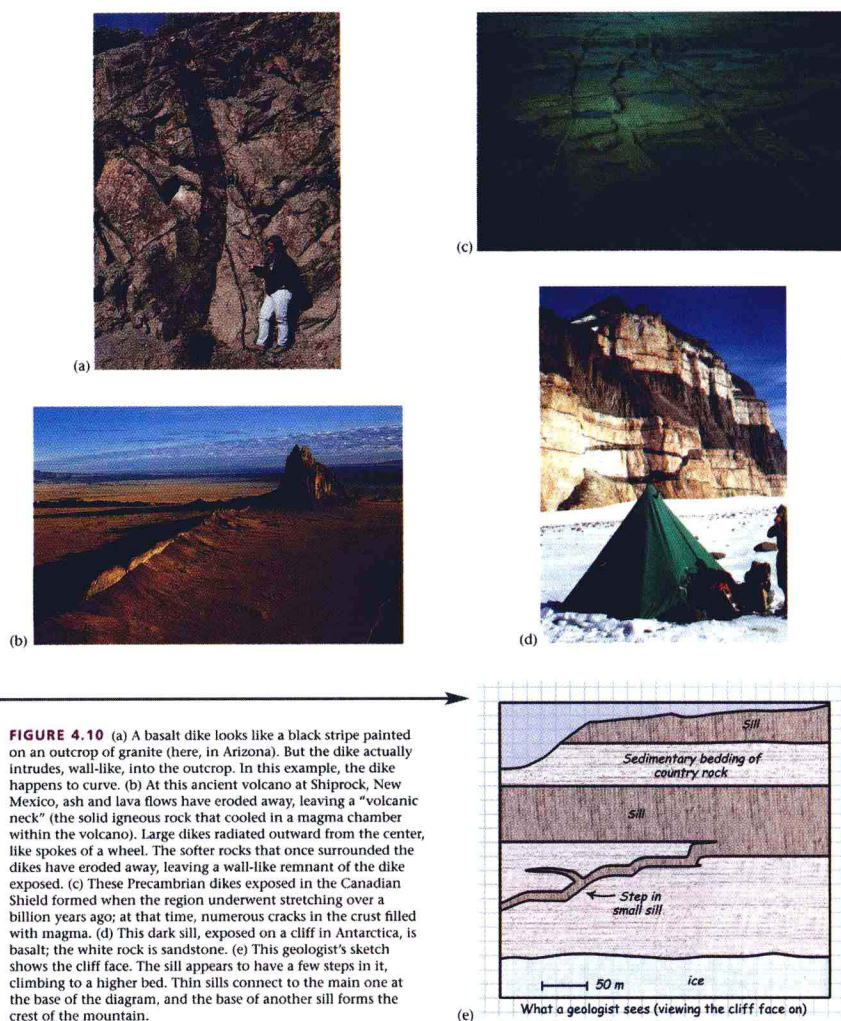 (a)
(c)
(b)
(d)
FIGURE 4.10 (a) A basalt dike looks like a black stripe painted
on an outcrop of granite (here, in Arizona). But the dike actually
intrudes, wall-like, into the outcrop. In this example, the dike
happens to curve. (b) At this ancient volcano at Shiprock, New
Mexico, ash and lava flows have eroded away, leaving a "volcanic
neck" (the solid igneous rock that cooled in a magma chamber
within the volcano). Large dikes radiated outward from the center,
like spokes of a wheel. The softer rocks that once surrounded the
dikes have eroded away, leaving a wall-like remnant of the dike
exposed. (c) These Precambrian dikes exposed in the Canadian
Shield formed when the region underwent stretching over a
billion years ago; at that time, numerous cracks in the crust filled
with magma. (d) This dark sill, exposed on a cliff in Antarctica, is
basalt; the white rock is sandstone. (e) This geologist's sketch
shows the cliff face. The sill appears to have a few steps in it,
climbing to a higher bed. Thin sills connect to the main one at
the base of the diagram, and the base of another sill forms the
crest of the mountain.
Sill
Sedimentary bedding of
country rock
Sill
Step in
small sill
50 m
ice
(e)
What a geologist sees (viewing the cliff face on)